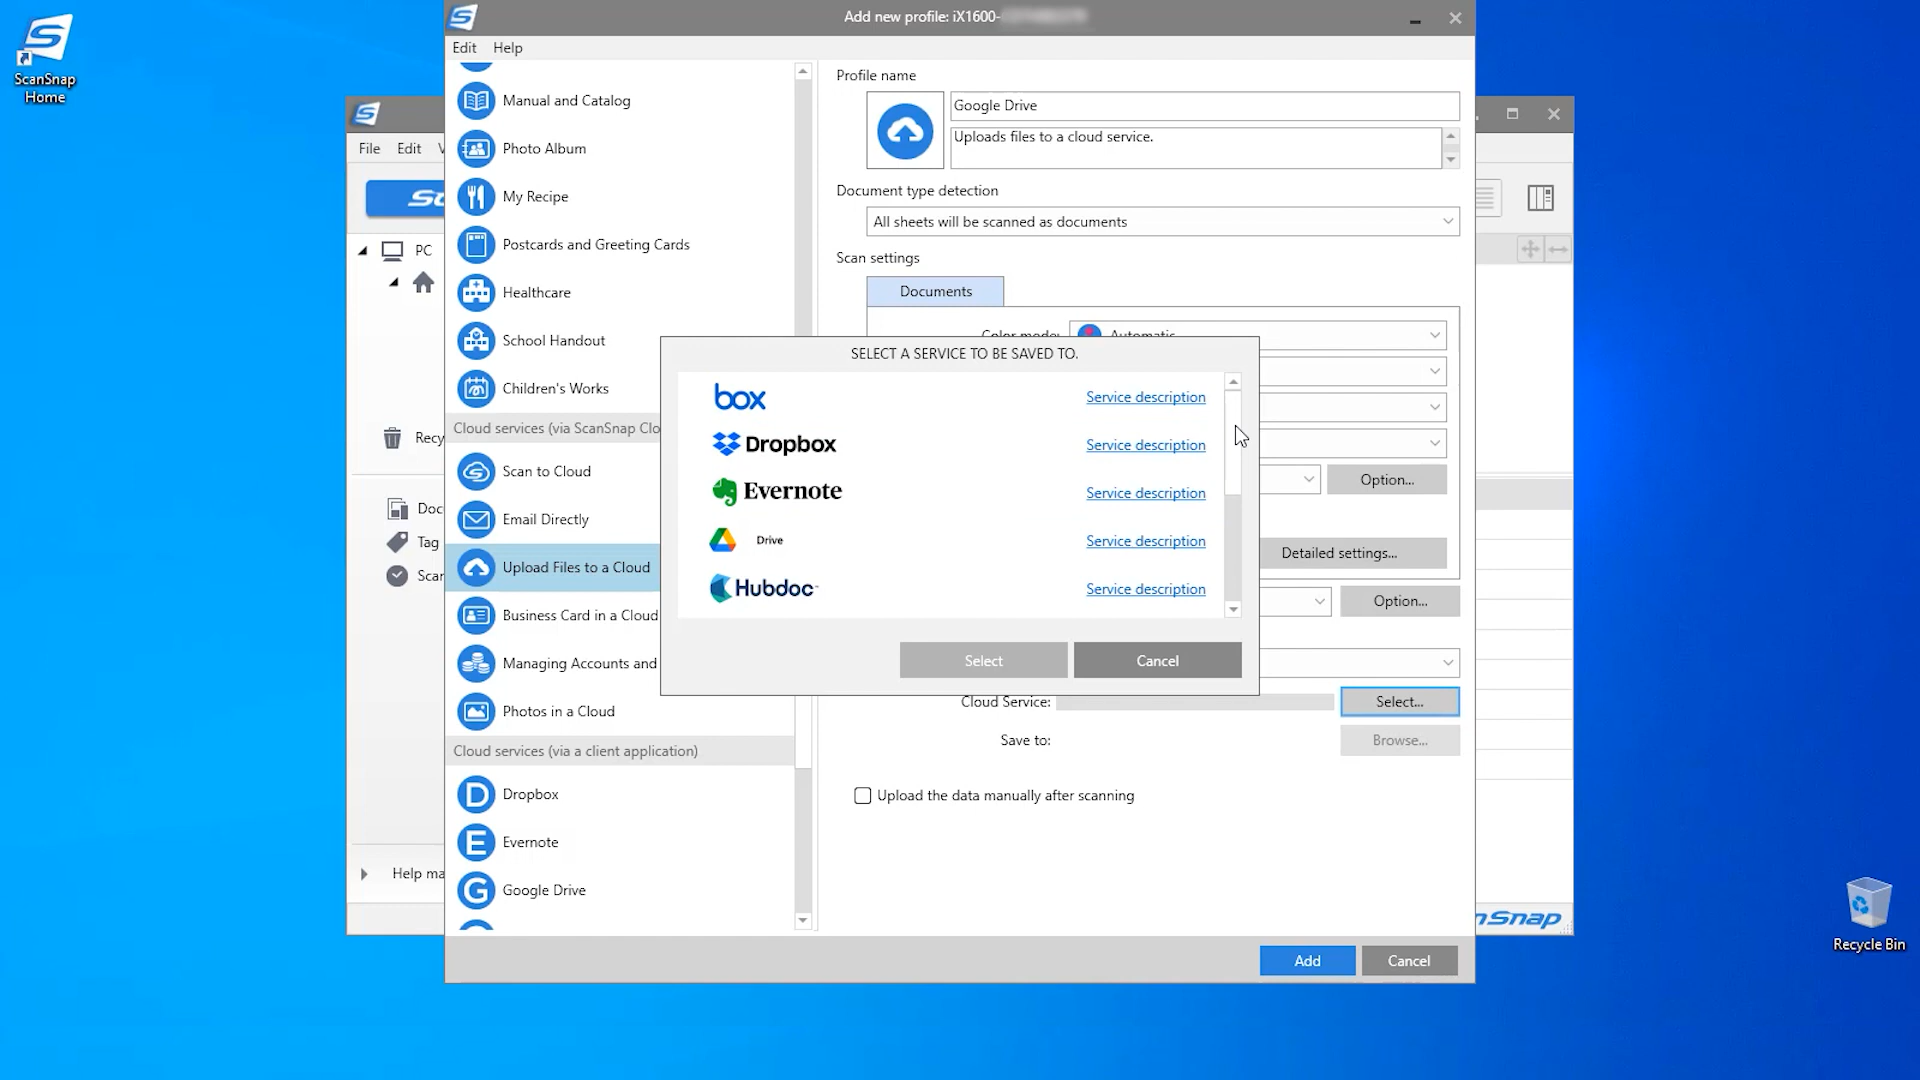 ScanSnap
Home
Add new profile: iX1600-
Edit Help
File Edit
PC
Manual and Catalog
Photo Album
My Recipe
Postcards and Greeting Cards
Healthcare
School Handout
Children's Works
Cloud services (via ScanSnap Clo
Scan to Cloud
Email Directly
Upload Files to a Cloud
Business Card in a Cloud
Managing Accounts and
Photos in a Cloud
Cloud services (via a client application)
Dropbox
Evernote
Google Drive
Recy
Doc
Tag
Scar
Help ma
Profile name
Google Drive
Uploads files to a cloud service.
Document type detection
All sheets will be scanned as documents
Scan settings
Documents
Color mode: Automatic
SELECT A SERVICE TO BE SAVED TO.
box Service description
Dropbox Service description
Evernote Service description
Drive Service description
Hubdoc Service description
Select Cancel
Option...
Detailed settings...
Option...
Cloud Service: Select...
Save to: Browse...
Upload the data manually after scanning
Add Cancel
nSnap
Recycle Bin